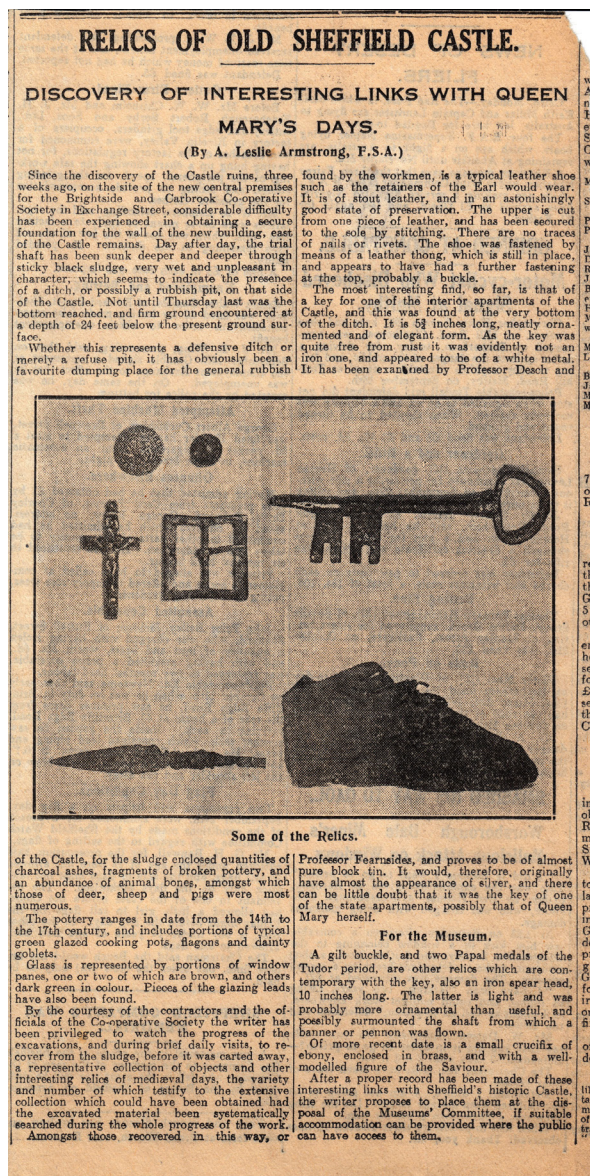 RELICS OF OLD SHEFFIELD CASTLE.
DISCOVERY OF INTERESTING LINKS WITH QUEEN
MARY'S DAYS.
(By A. Leslie Armstrong, F.S.A.)
Since the discovery of the Castle ruins, three
weeks ago, on the site of the new central premises
for the Brightside and Carbrook Co-operative
Society in Exchange Street, considerable difficulty
has been experienced in obtaining a secure
foundation for the wall of the new building, east
of the Castle remains. Day after day, the trial
shaft has been sunk deeper and deeper through
sticky black sludge, very wet and unpleasant in
character, which seems to indicate the presence
of a ditch, or possibly a rubbish pit, on that side
of the Castle. Not until Thursday last was the
bottom reached, and firm ground encountered at
a depth of 24 feet below the present ground sur-
face.
Whether this represents a defensive ditch or
merely a refuse pit, it has obviously been a
favourite dumping place for the general rubbish
of the Castle, for the sludge enclosed quantities of
charcoal ashes, fragments of broken pottery, and
an abundance of animal bones, amongst which
those of deer, sheep and pigs were most
numerous.
The pottery ranges in date from the 14th to
the 17th century, and includes portions of typical
green glazed cooking pots, flagons and dainty
goblets.
Glass is represented by portions of window
panes, one or two of which are brown, and others
dark green in colour. Pieces of the glazing leads
have also been found.
By the courtesy of the contractors and the of-
ficials of the Co-operative Society the writer has
been privileged to watch the progress of the
excavations, and during brief daily visits, to re-
cover from the sludge, before it was carted away,
a representative collection of objects and other
interesting relics of mediæval days, the variety
and number of which testify to the extensive
collection which could have been obtained had
the excavated material been systematically
searched during the whole progress of the work.
Amongst those recovered in this way, or
found by the workmen, is a typical leather shoe
such as the retainers of the Earl would wear.
It is of stout leather, and in an astonishingly
good state of preservation. The upper is cut
from one piece of leather, and has been secured
to the sole by stitching. There are no traces
of nails or rivets. The shoe was fastened by
means of a leather thong, which is still in place,
and appears to have had a further fastening
at the top, probably a buckle.
The most interesting find, so far, is that of
a key for one of the interior apartments of the
Castle, and this was found at the very bottom
of the ditch. It is 5¾ inches long, neatly orna-
mented and of elegant form. As the key was
quite free from rust it was evidently not an
iron one, and appeared to be of a white metal.
It has been examined by Professor Desch and
Professor Fearnsides, and proves to be of almost
pure block tin. It would, therefore, originally
have almost the appearance of silver, and there
can be little doubt that it was the key of one
of the state apartments, possibly that of Queen
Mary herself.
For the Museum.
A gilt buckle, and two Papal medals of the
Tudor period, are other relics which are con-
temporary with the key, also an iron spear head,
10 inches long. The latter is light and was
probably more ornamental than useful, and
possibly surmounted the shaft from which a
banner or pennon was flown.
Of more recent date is a small crucifix of
ebony, enclosed in brass, and with a well-
modelled figure of the Saviour.
After a proper record has been made of these
interesting links with Sheffield's historic Castle,
the writer proposes to place them at the dis-
posal of the Museums' Committee, if suitable
accommodation can be provided where the public
can have access to them.
Some of the Relics.